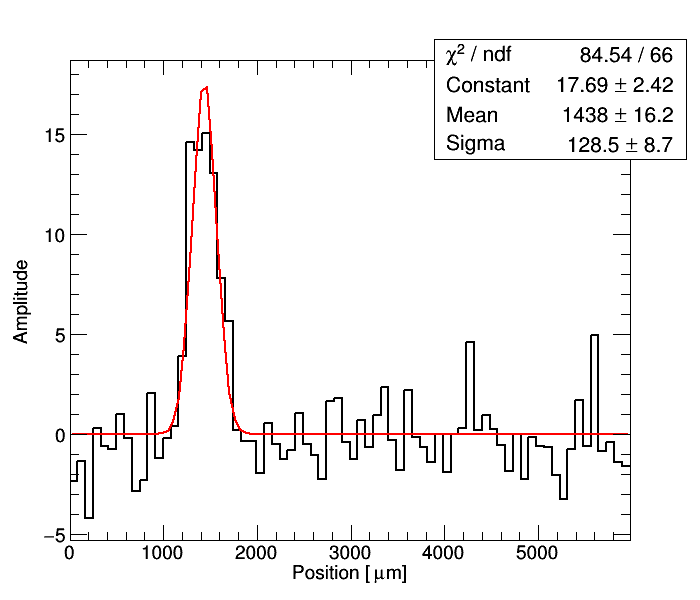 χ² / ndf 84.54 / 66
Constant 17.69 ± 2.42
Mean 1438 ± 16.2
Sigma 128.5 ± 8.7
15
10
5
0
−5
Amplitude
0 1000 2000 3000 4000 5000
Position [ μm]